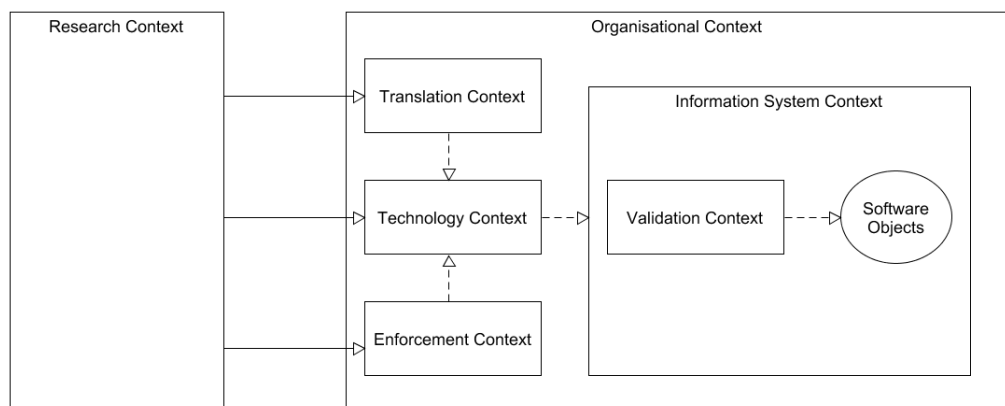 Research Context
Organisational Context
Translation Context
Information System Context
Technology Context
Validation Context
Software
Objects
Enforcement Context